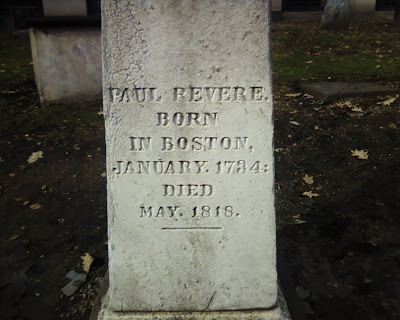 PAUL REVERE.
BORN
IN BOSTON,
JANUARY. 1734:
DIED
MAY. 1818.